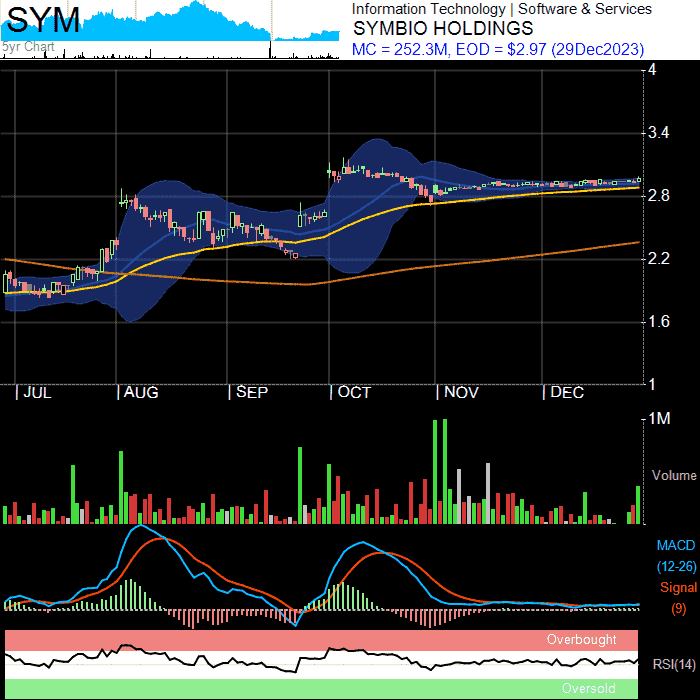 SYM
5yr Chart
Information Technology | Software & Services
SYMBIO HOLDINGS
MC = 252.3M, EOD = $2.97 (29Dec2023)
4
3.4
2.8
2.2
1.6
1
| JUL | AUG | SEP | OCT | NOV | DEC
1M
Volume
MACD
(12-26)
Signal
(9)
Overbought
RSI(14)
Oversold